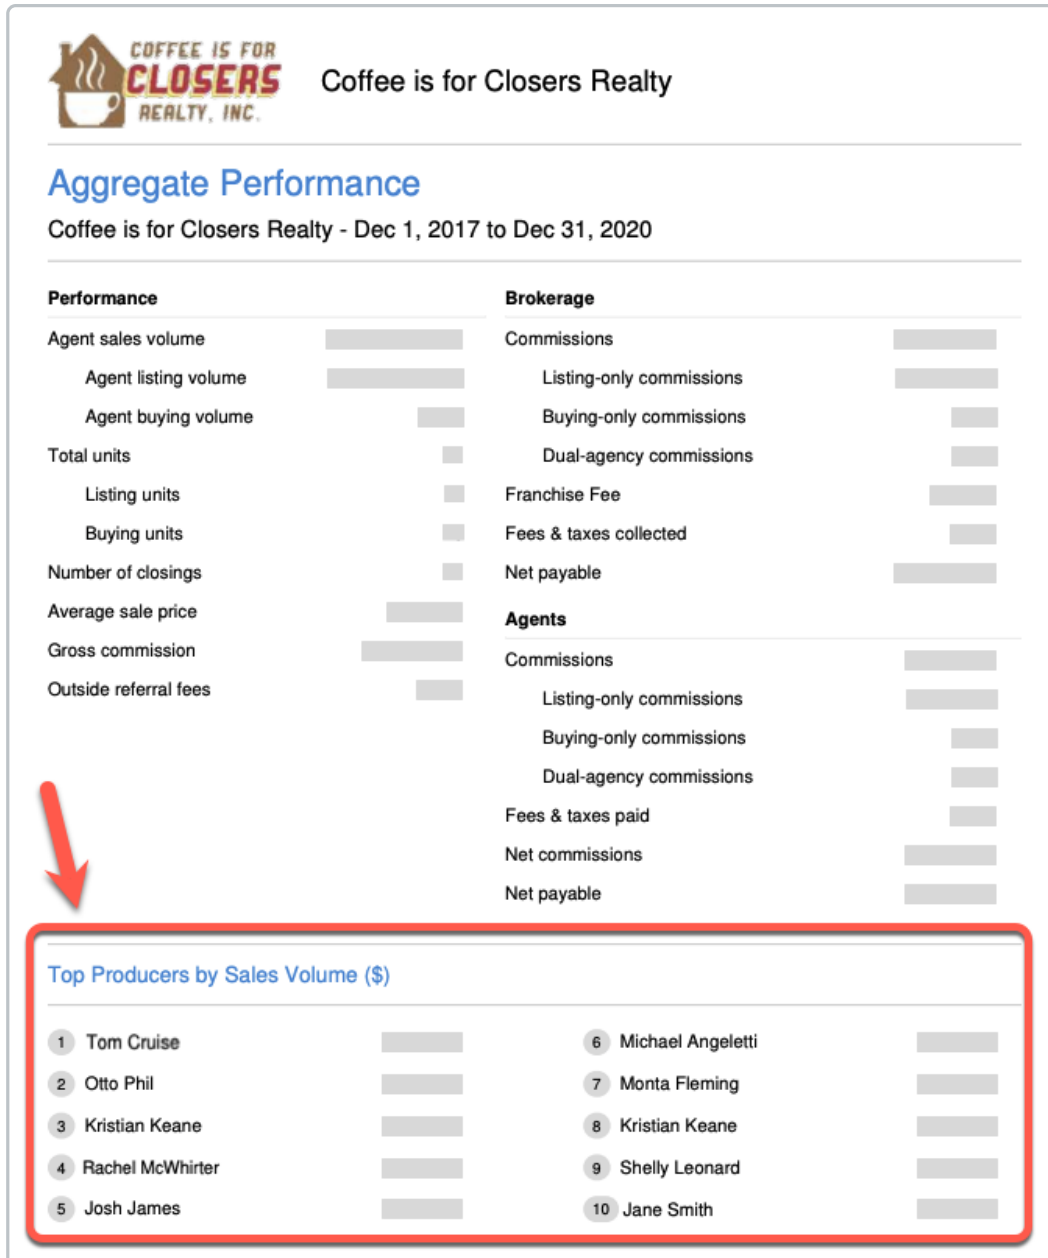 COFFEE IS FOR
CLOSERS
REALTY, INC.
Coffee is for Closers Realty
Aggregate Performance
Coffee is for Closers Realty - Dec 1, 2017 to Dec 31, 2020
Performance
Agent sales volume
Agent listing volume
Agent buying volume
Total units
Listing units
Buying units
Number of closings
Average sale price
Gross commission
Outside referral fees
Brokerage
Commissions
Listing-only commissions
Buying-only commissions
Dual-agency commissions
Franchise Fee
Fees & taxes collected
Net payable
Agents
Commissions
Listing-only commissions
Buying-only commissions
Dual-agency commissions
Fees & taxes paid
Net commissions
Net payable
Top Producers by Sales Volume ($)
1 Tom Cruise
2 Otto Phil
3 Kristian Keane
4 Rachel McWhirter
5 Josh James
6 Michael Angeletti
7 Monta Fleming
8 Kristian Keane
9 Shelly Leonard
10 Jane Smith